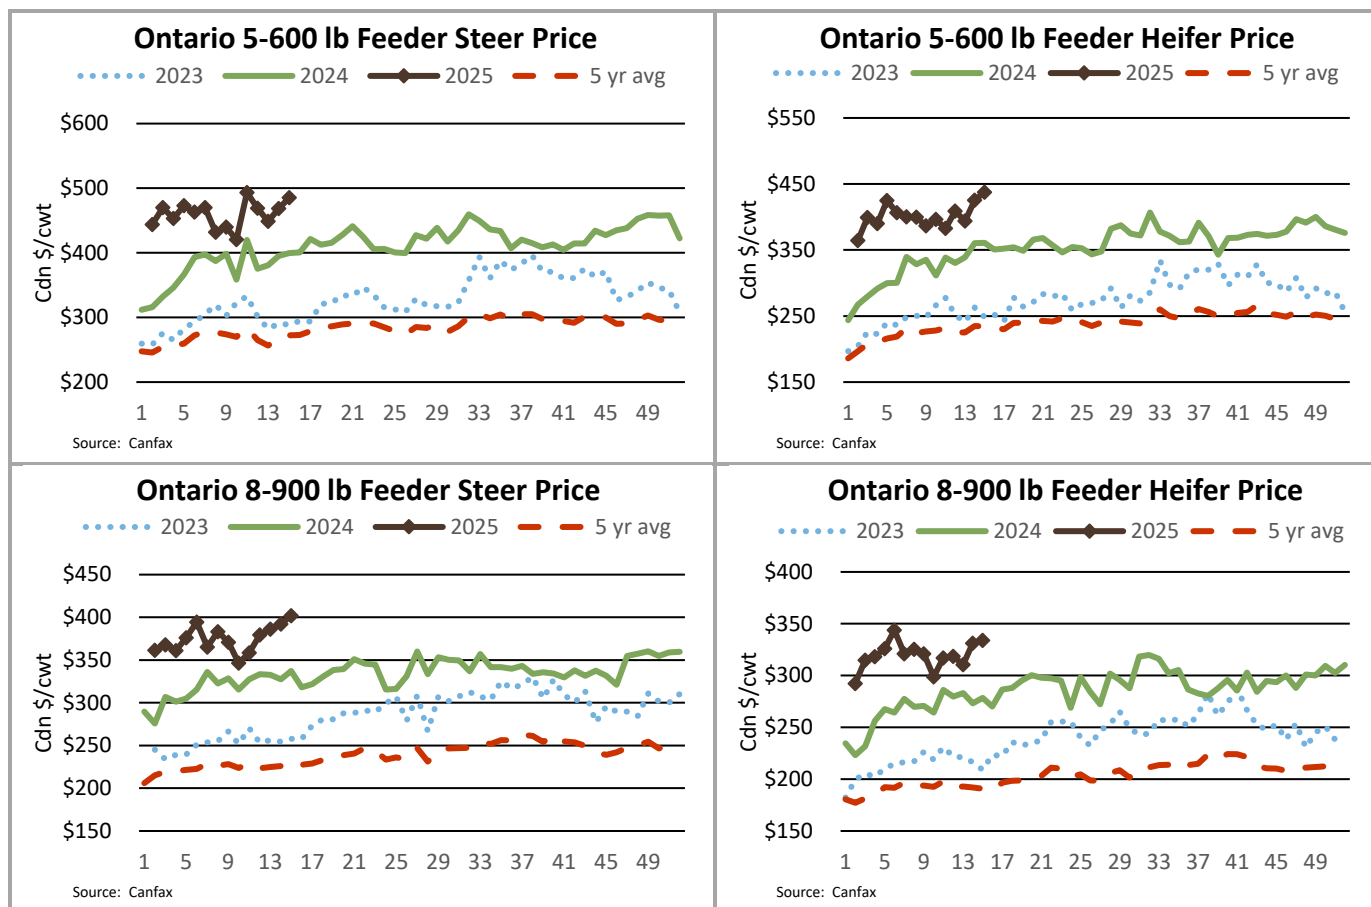 Ontario 5-600 lb Feeder Steer Price
2023 2024 2025 5 yr avg
$600
$500
$400
$300
$200
Cdn $/cwt
1 5 9 13 17 21 25 29 33 37 41 45 49
Source: Canfax
Ontario 5-600 lb Feeder Heifer Price
2023 2024 2025 5 yr avg
$550
$450
$350
$250
$150
Cdn $/cwt
1 5 9 13 17 21 25 29 33 37 41 45 49
Source: Canfax
Ontario 8-900 lb Feeder Steer Price
2023 2024 2025 5 yr avg
$450
$400
$350
$300
$250
$200
$150
Cdn $/cwt
1 5 9 13 17 21 25 29 33 37 41 45 49
Source: Canfax
Ontario 8-900 lb Feeder Heifer Price
2023 2024 2025 5 yr avg
$400
$350
$300
$250
$200
$150
Cdn $/cwt
1 5 9 13 17 21 25 29 33 37 41 45 49
Source: Canfax